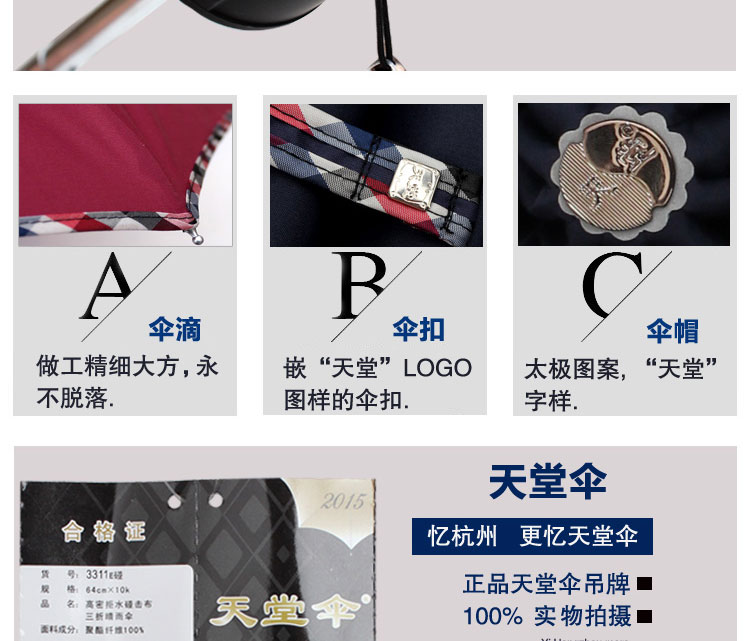 A
伞滴
做工精细大方,永
不脱落.
B
伞扣
嵌“天堂”LOGO
图样的伞扣.
C
伞帽
太极图案,“天堂”
字样.
天堂伞
忆杭州 更忆天堂伞
正品天堂伞吊牌
100% 实物拍摄
2015
合格证
货 号: 3311E碰
规 格: 64cm×10k
品 名: 高密拒水碰击布
三折晴雨伞
面料成分: 聚酯纤维100%
天堂伞